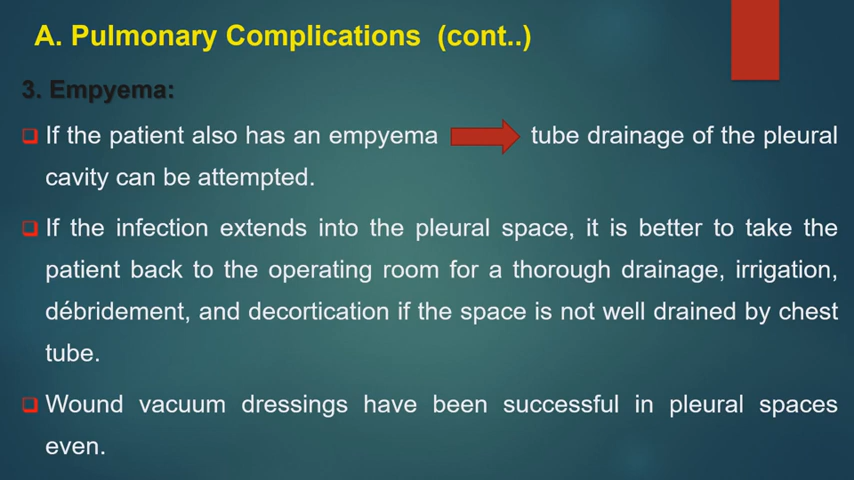 A. Pulmonary Complications (cont..)
3. Empyema:
If the patient also has an empyema tube drainage of the pleural
cavity can be attempted.
If the infection extends into the pleural space, it is better to take the
patient back to the operating room for a thorough drainage, irrigation,
débridement, and decortication if the space is not well drained by chest
tube.
Wound vacuum dressings have been successful in pleural spaces
even.